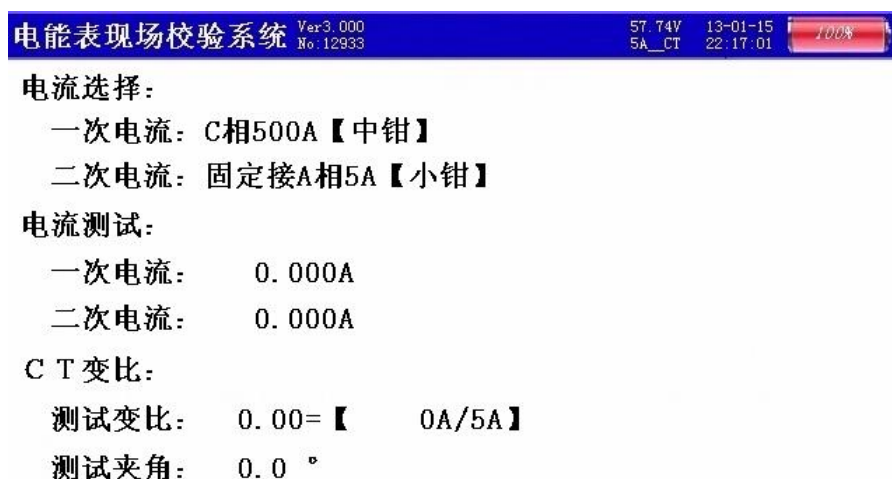 电能表现场校验系统 Ver3.000 No:12933 57.74V 5A__CT 13-01-15 22:17:01 100%
电流选择:
一次电流: C相500A【中钳】
二次电流: 固定接A相5A【小钳】
电流测试:
一次电流: 0.000A
二次电流: 0.000A
CT变比:
测试变比: 0.00=【 0A/5A】
测试夹角: 0.0 °